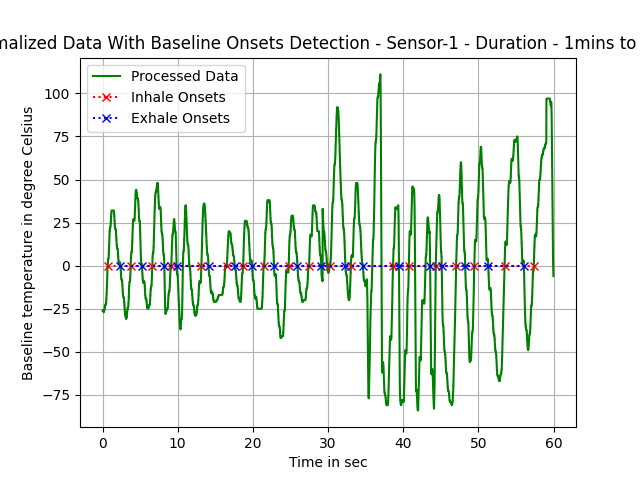 malized Data With Baseline Onsets Detection - Sensor-1 - Duration - 1mins to
Processed Data
Inhale Onsets
Exhale Onsets
Baseline temperature in degree Celsius
100
75
50
25
0
−25
−50
−75
0 10 20 30 40 50 60
Time in sec